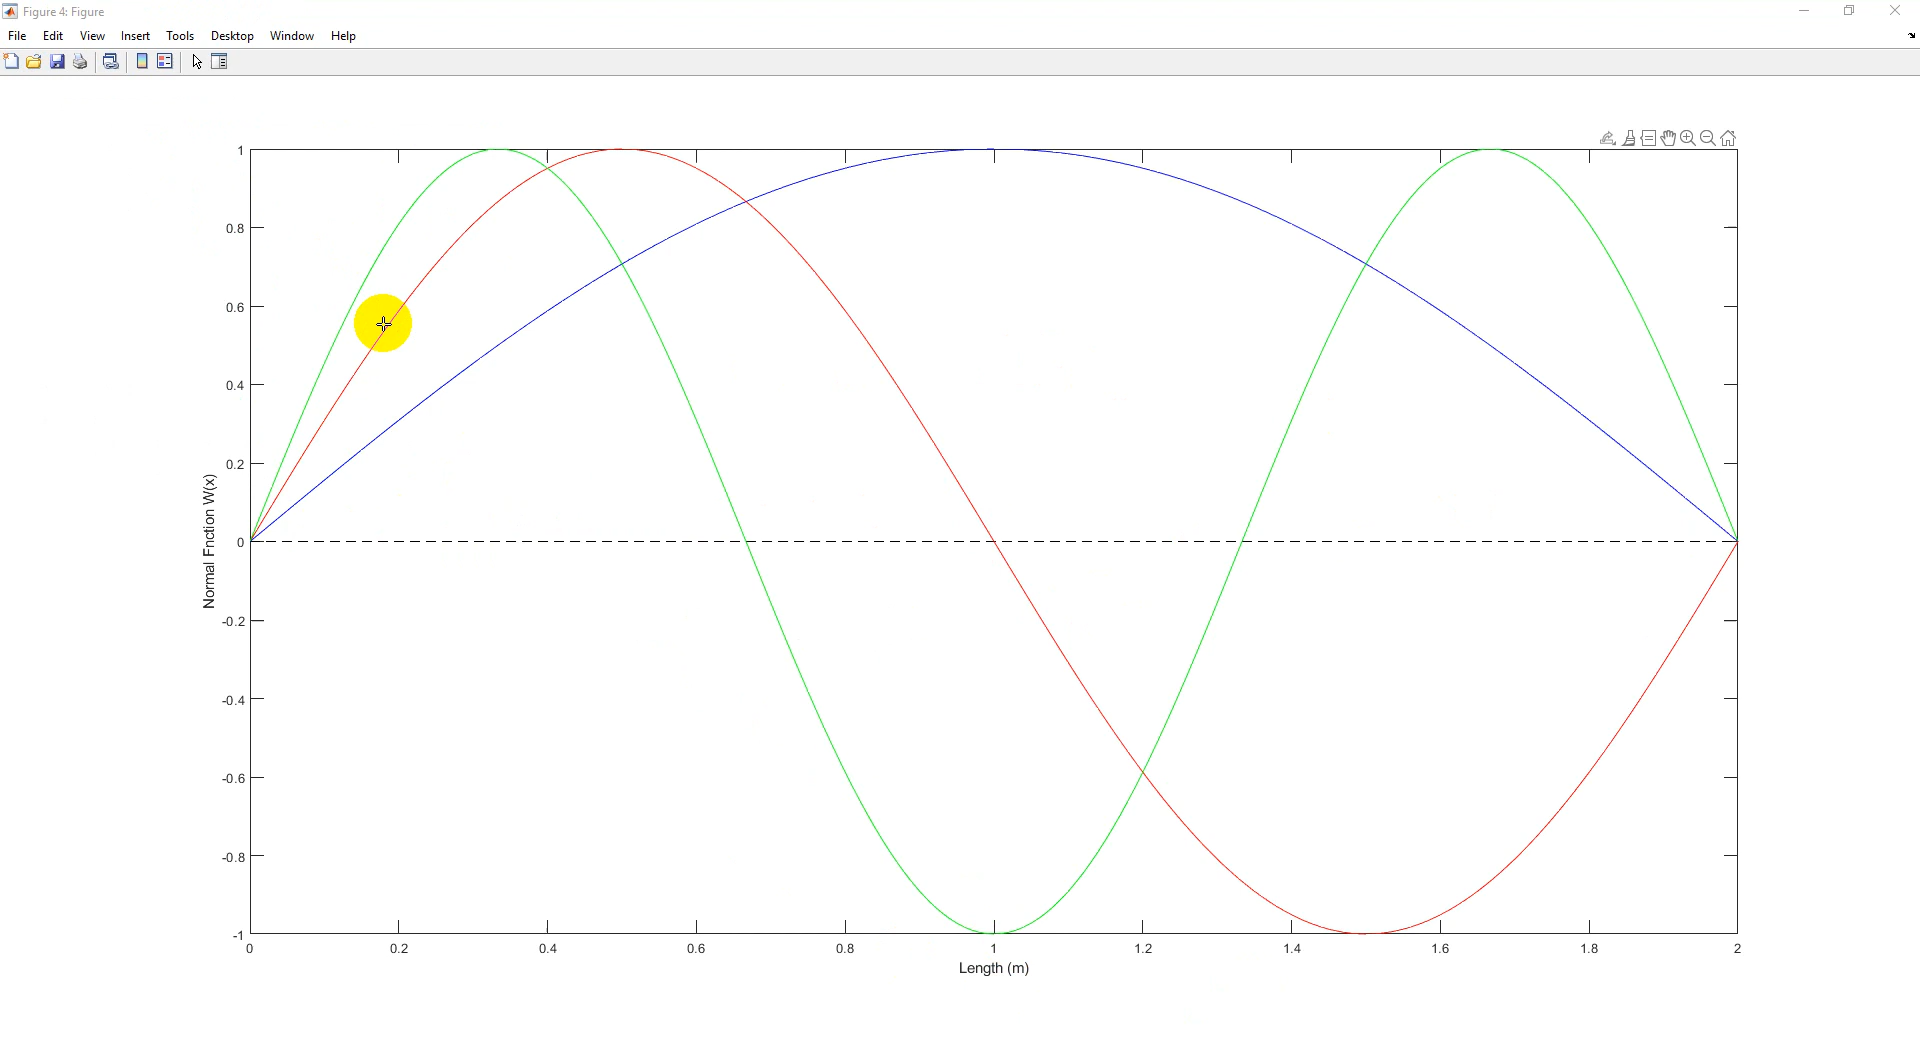 Figure 4: Figure
File Edit View Insert Tools Desktop Window Help
1
0.8
0.6
0.4
0.2
0
-0.2
-0.4
-0.6
-0.8
-1
Normal Fnction W(x)
0 0.2 0.4 0.6 0.8 1 1.2 1.4 1.6 1.8 2
Length (m)